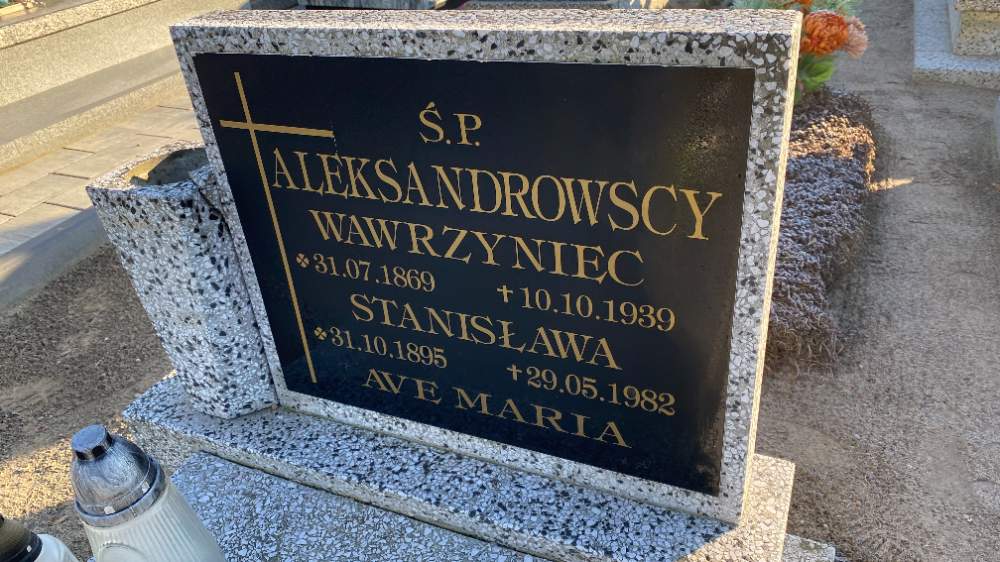 Ś.P.
ALEKSANDROWSCY
WAWRZYNIEC
31.07.1869 †10.10.1939
STANISŁAWA
31.10.1895 †29.05.1982
AVE MARIA